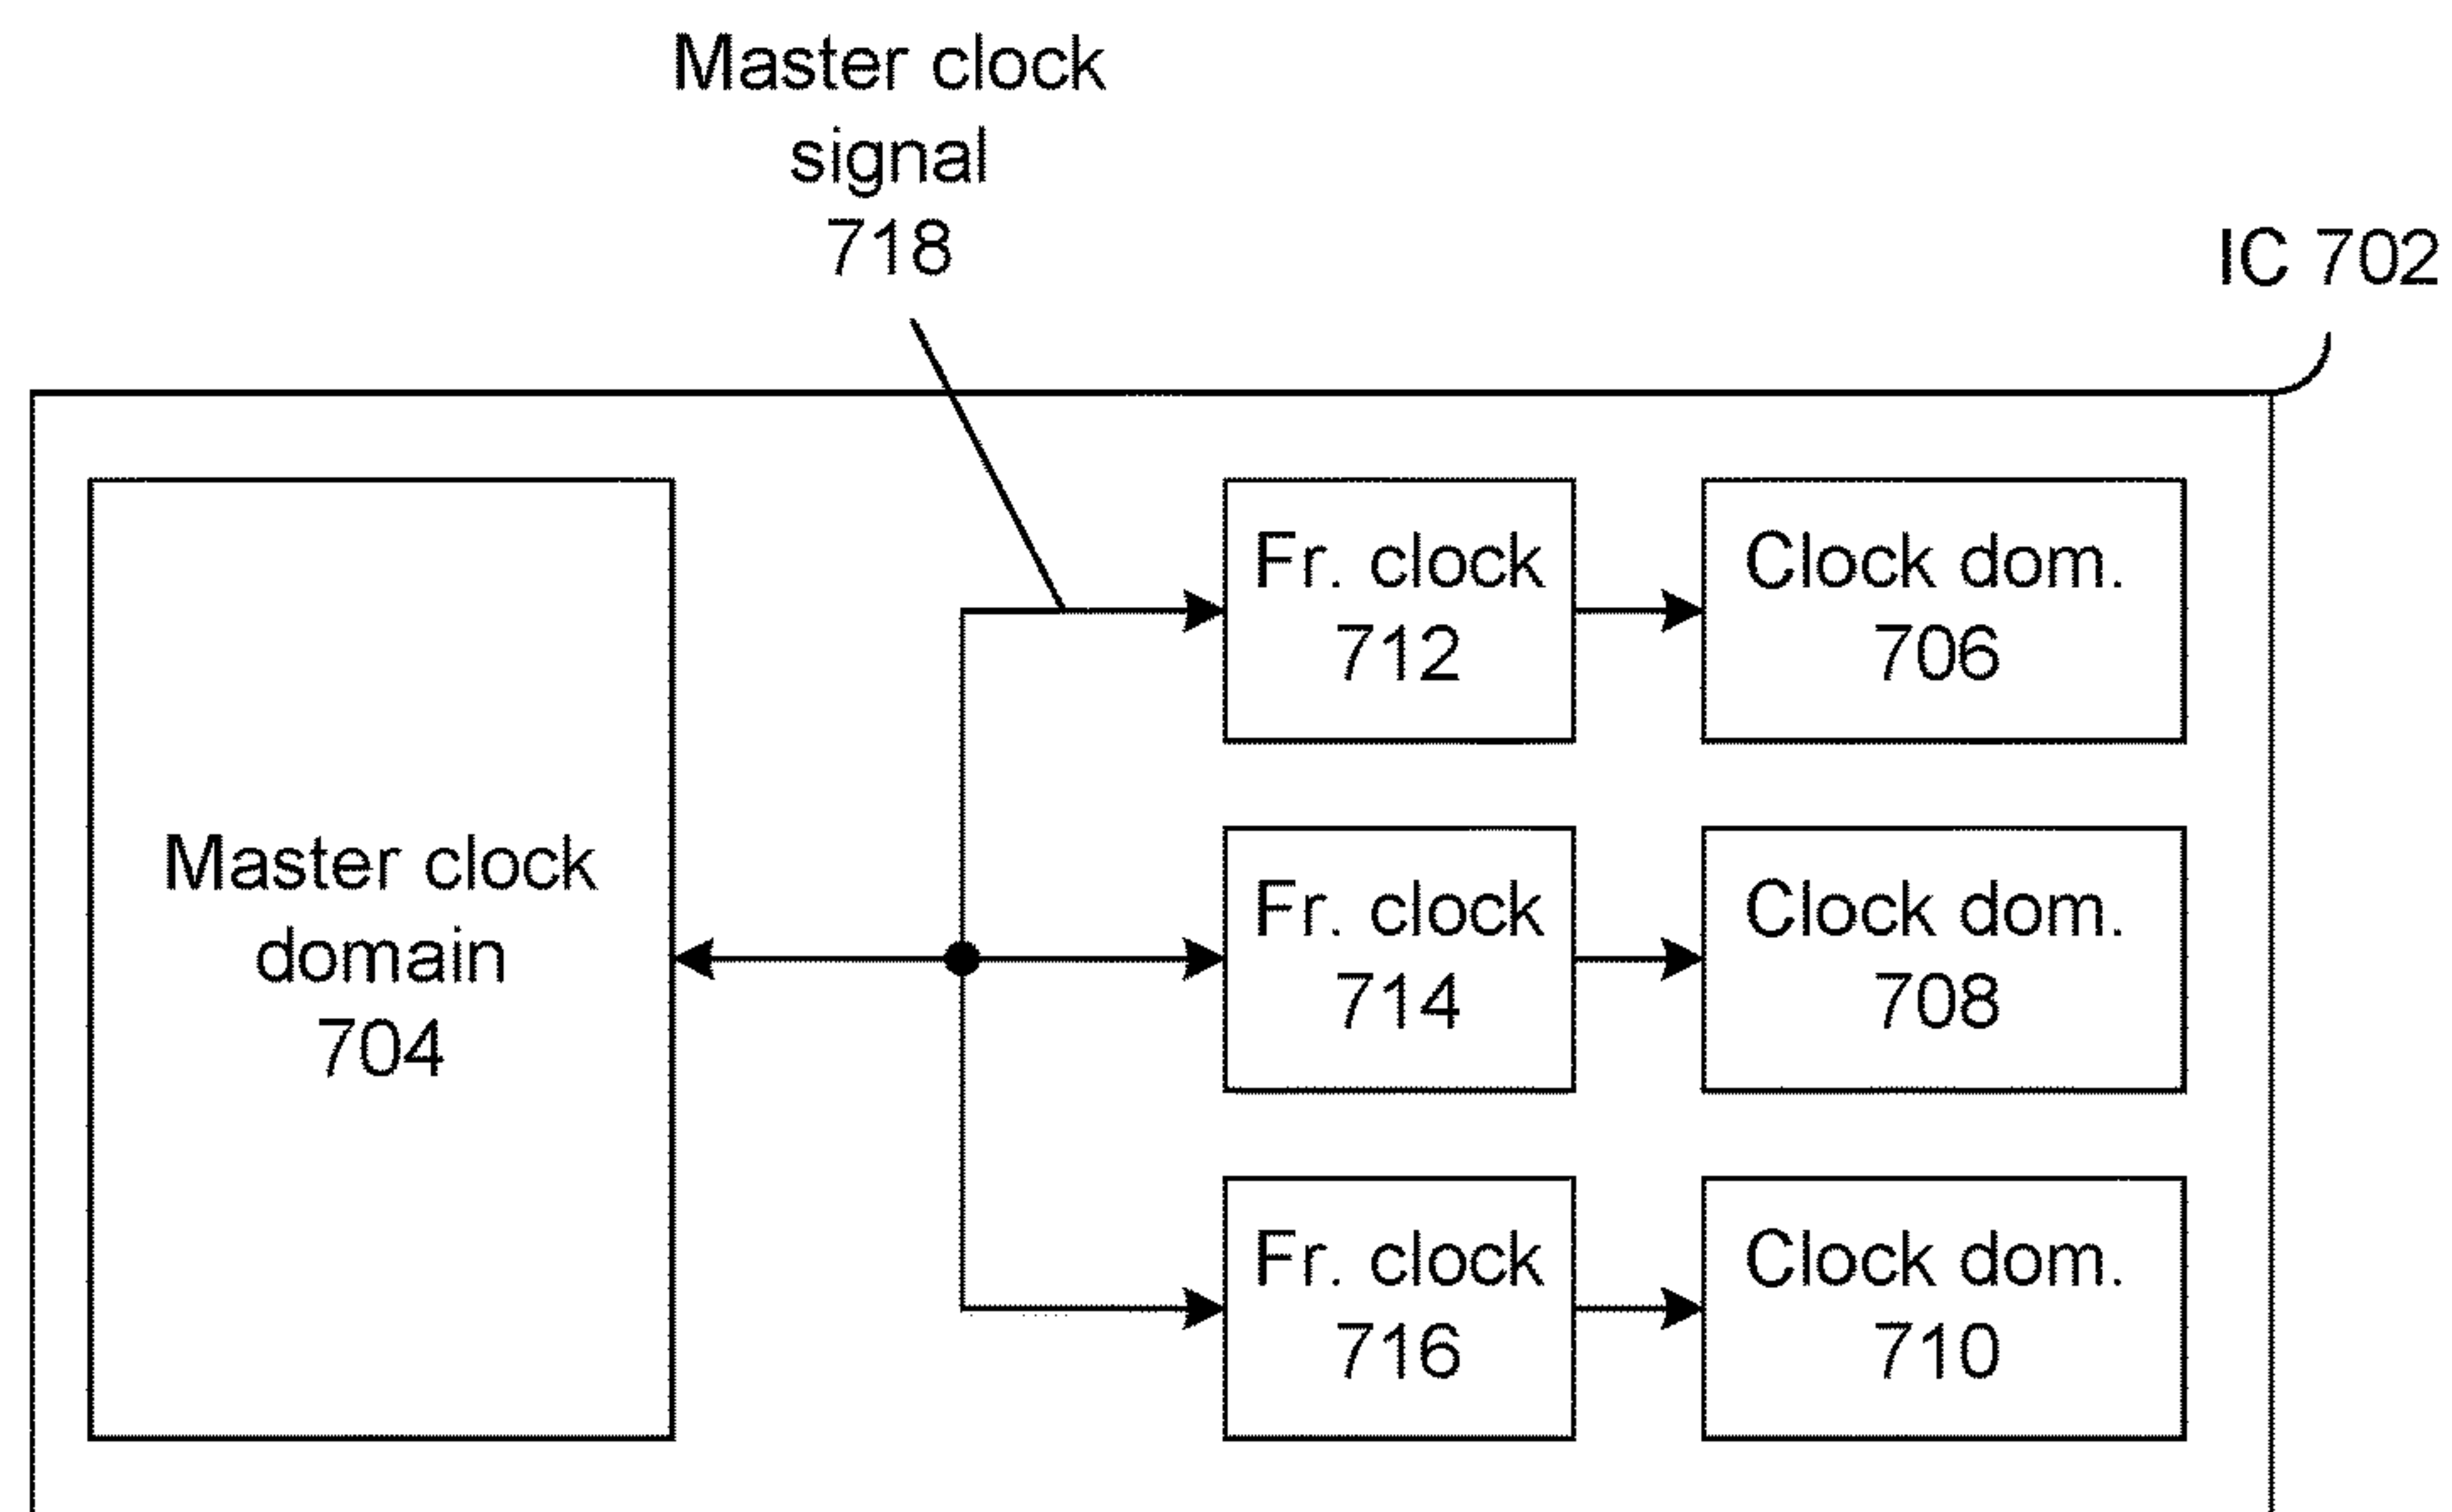 Master clock
signal
718
IC 702
Master clock
domain
704
Fr. clock
712
Clock dom.
706
Fr. clock
714
Clock dom.
708
Fr. clock
716
Clock dom.
710